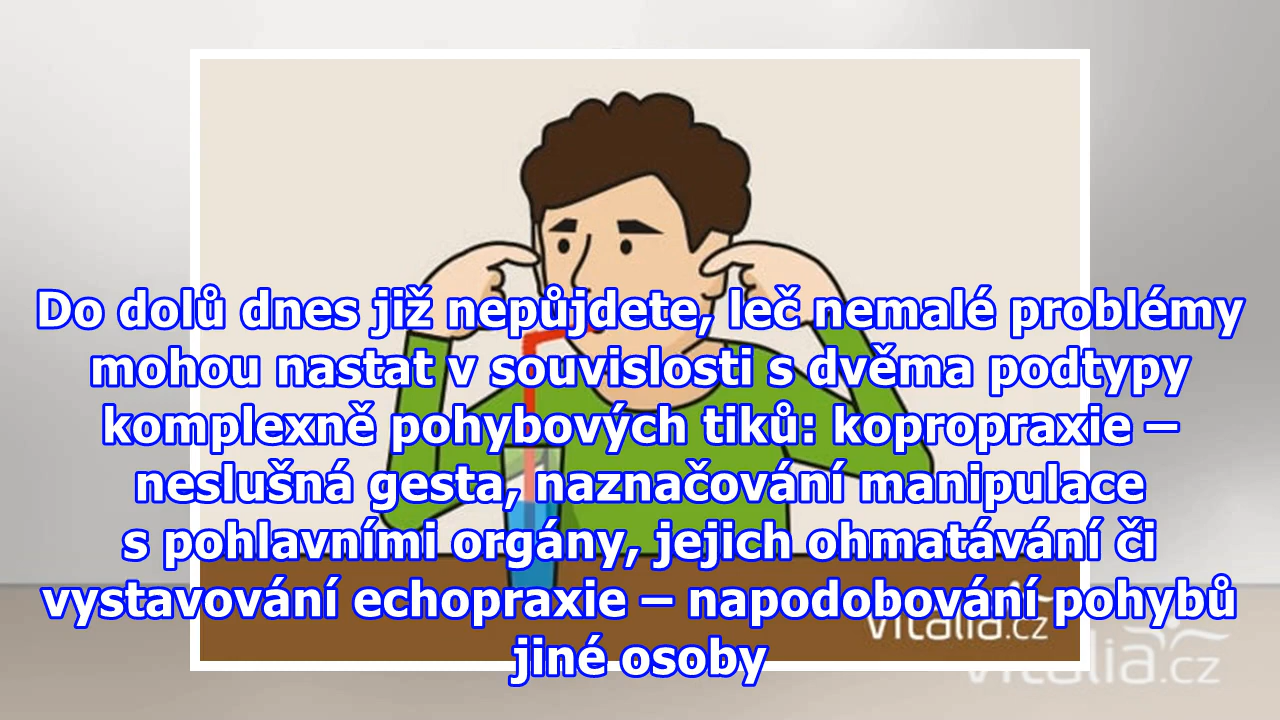 Do dolů dnes již nepůjdete, leč nemalé problémy
mohou nastat v souvislosti s dvěma podtypy
komplexně pohybových tiků: kopropraxie –
neslušná gesta, naznačování manipulace
s pohlavními orgány, jejich ohmatávání či
vystavování echopraxie – napodobování pohybů
jiné osoby
vitalia.cz
vitalia.cz